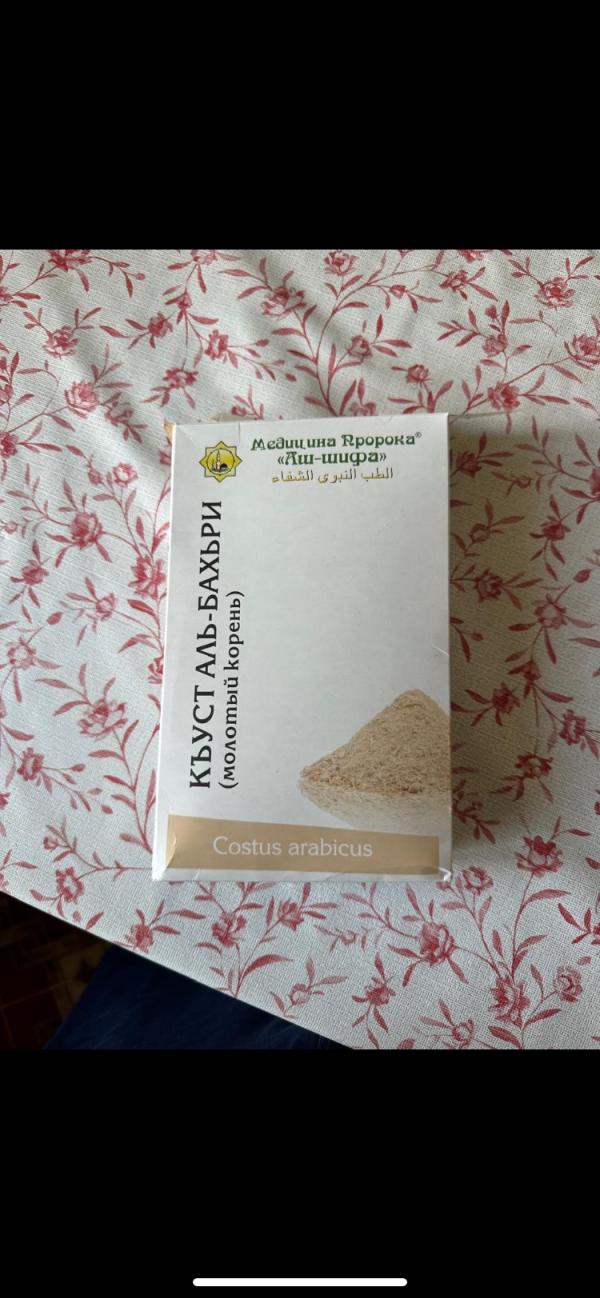 Медицина Пророка®
«Аш-шифа»
الطب النبوى الشفاء
КЪУСТ АЛЬ-БАХЬРИ
(молотый корень)
Costus arabicus